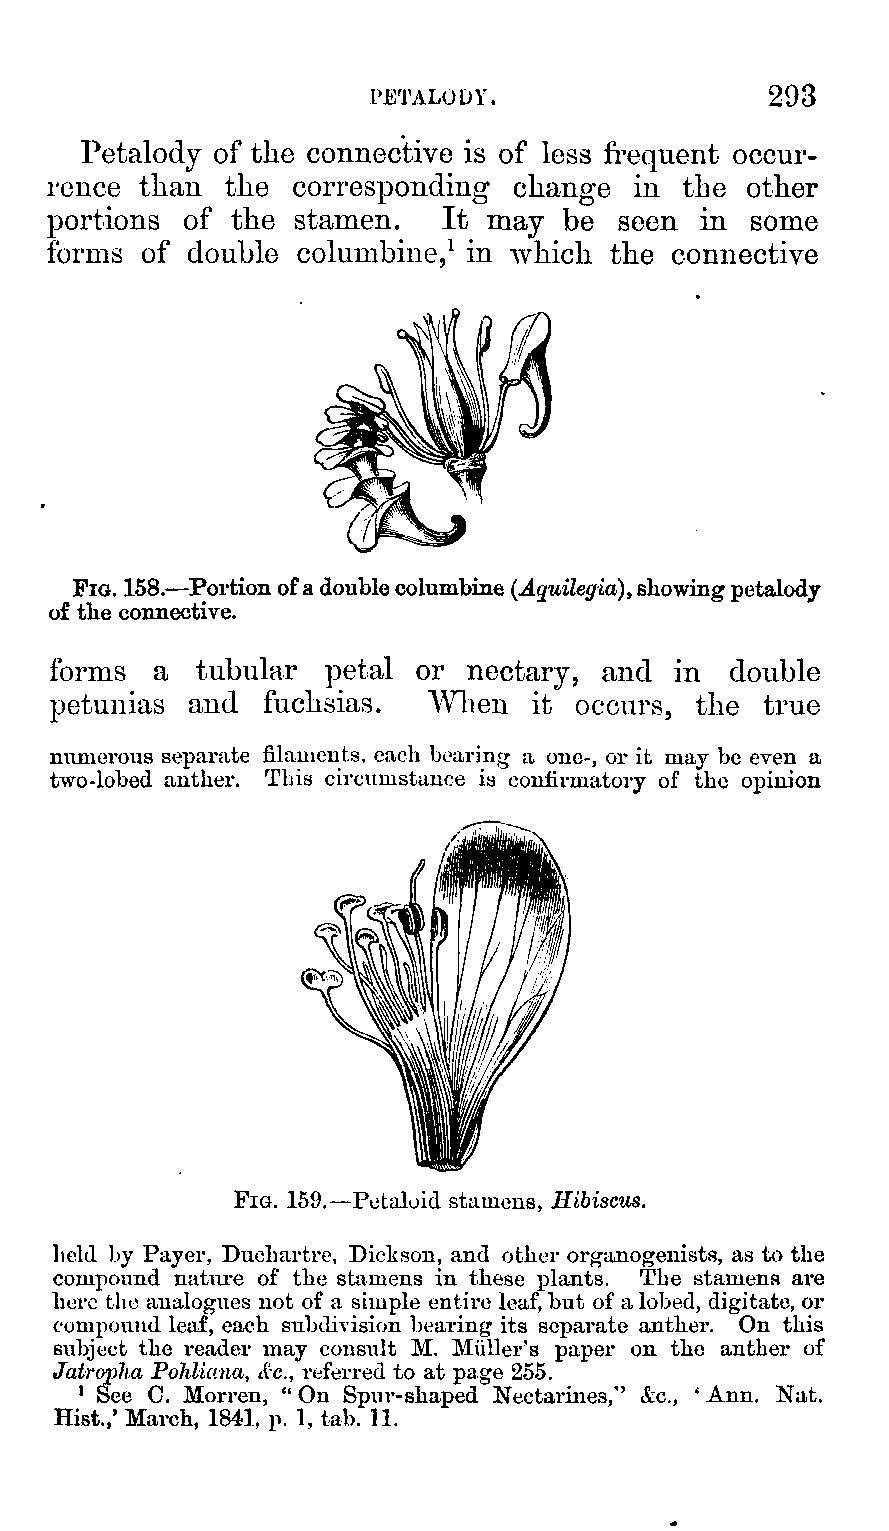 PETALODY. 293
Petalody of the connective is of less frequent occur-
rence than the corresponding change in the other
portions of the stamen. It may be seen in some
forms of double columbine,¹ in which the connective
Fig. 158.—Portion of a double columbine (Aquilegia), showing petalody
of the connective.
forms a tubular petal or nectary, and in double
petunias and fuchsias. When it occurs, the true
numerous separate filaments, each bearing a one-, or it may be even a
two-lobed anther. This circumstance is confirmatory of the opinion
Fig. 159.—Petaloid stamens, Hibiscus.
held by Payer, Duchartre, Dickson, and other organogenists, as to the
compound nature of the stamens in these plants. The stamens are
here the analogues not of a simple entire leaf, but of a lobed, digitate, or
compound leaf, each subdivision bearing its separate anther. On this
subject the reader may consult M. Müller's paper on the anther of
Jatropha Pohliana, &c., referred to at page 255.
¹ See C. Morren, "On Spur-shaped Nectarines," &c., 'Ann. Nat.
Hist.,' March, 1841, p. 1, tab. 11.